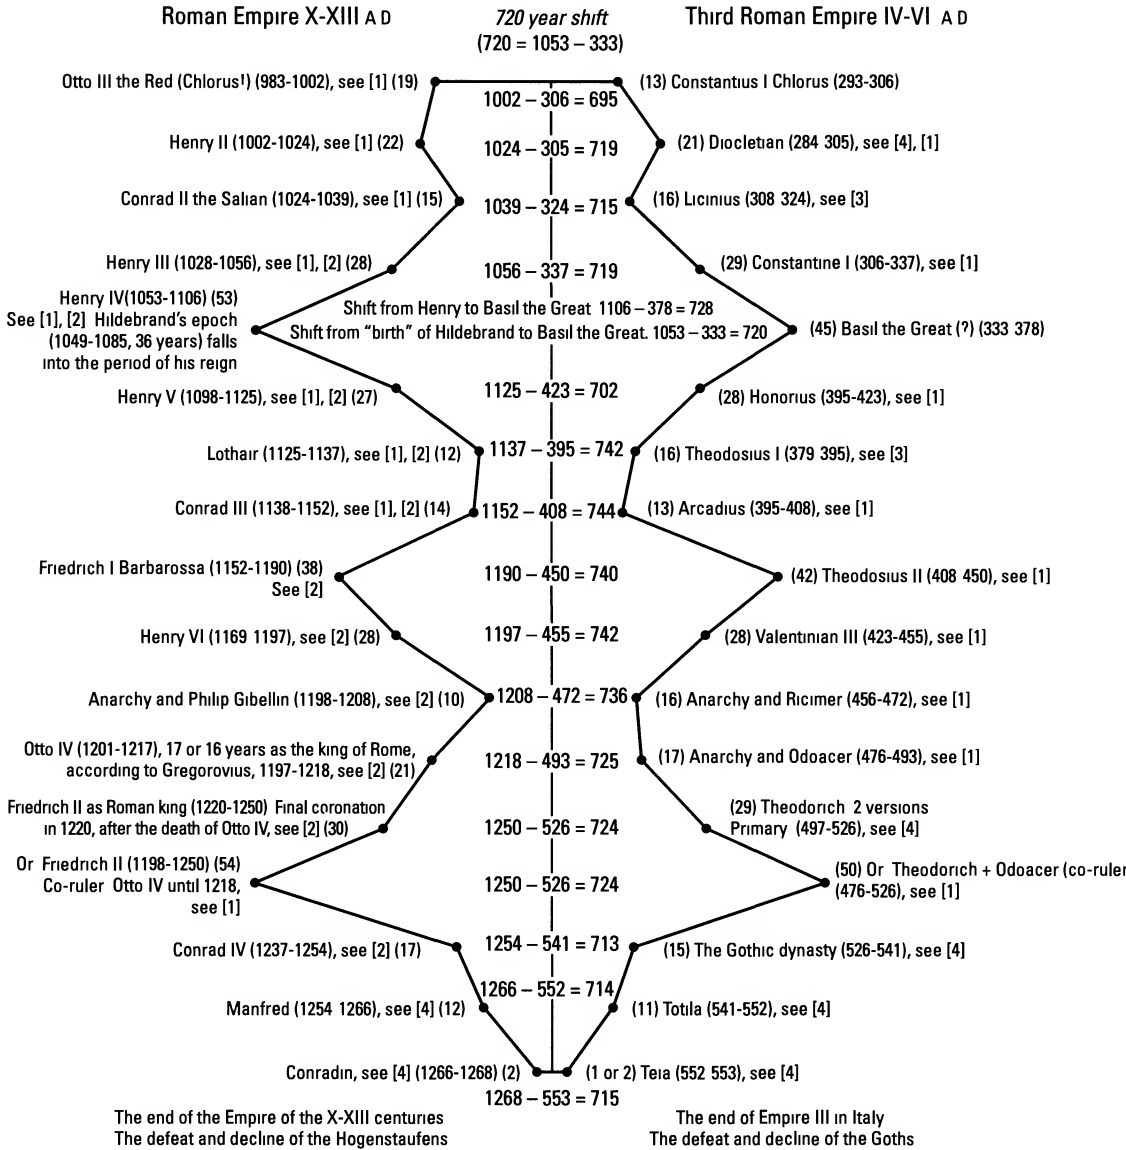 Roman Empire X-XIII A D
720 year shift
(720 = 1053 – 333)
Third Roman Empire IV-VI A D
Otto III the Red (Chlorus!) (983-1002), see [1] (19)
(13) Constantius I Chlorus (293-306)
1002 – 306 = 695
Henry II (1002-1024), see [1] (22)
1024 – 305 = 719
(21) Diocletian (284 305), see [4], [1]
Conrad II the Salian (1024-1039), see [1] (15)
1039 – 324 = 715
(16) Licinius (308 324), see [3]
Henry III (1028-1056), see [1], [2] (28)
1056 – 337 = 719
(29) Constantine I (306-337), see [1]
Henry IV(1053-1106) (53)
See [1], [2] Hildebrand's epoch
(1049-1085, 36 years) falls
into the period of his reign
Shift from Henry to Basil the Great 1106 – 378 = 728
Shift from "birth" of Hildebrand to Basil the Great. 1053 – 333 = 720
(45) Basil the Great (?) (333 378)
Henry V (1098-1125), see [1], [2] (27)
1125 – 423 = 702
(28) Honorius (395-423), see [1]
Lothair (1125-1137), see [1], [2] (12)
1137 – 395 = 742
(16) Theodosius I (379 395), see [3]
Conrad III (1138-1152), see [1], [2] (14)
1152 – 408 = 744
(13) Arcadius (395-408), see [1]
Friedrich I Barbarossa (1152-1190) (38)
See [2]
1190 – 450 = 740
(42) Theodosius II (408 450), see [1]
Henry VI (1169 1197), see [2] (28)
1197 – 455 = 742
(28) Valentinian III (423-455), see [1]
Anarchy and Philip Gibellin (1198-1208), see [2] (10)
1208 – 472 = 736
(16) Anarchy and Ricimer (456-472), see [1]
Otto IV (1201-1217), 17 or 16 years as the king of Rome,
according to Gregorovius, 1197-1218, see [2] (21)
1218 – 493 = 725
(17) Anarchy and Odoacer (476-493), see [1]
Friedrich II as Roman king (1220-1250) Final coronation
in 1220, after the death of Otto IV, see [2] (30)
1250 – 526 = 724
(29) Theodorich 2 versions
Primary (497-526), see [4]
Or Friedrich II (1198-1250) (54)
Co-ruler Otto IV until 1218,
see [1]
1250 – 526 = 724
(50) Or Theodorich + Odoacer (co-ruler
(476-526), see [1]
Conrad IV (1237-1254), see [2] (17)
1254 – 541 = 713
(15) The Gothic dynasty (526-541), see [4]
1266 – 552 = 714
Manfred (1254 1266), see [4] (12)
(11) Totila (541-552), see [4]
Conradin, see [4] (1266-1268) (2)
(1 or 2) Teia (552 553), see [4]
1268 – 553 = 715
The end of the Empire of the X-XIII centuries
The defeat and decline of the Hogenstaufens
The end of Empire III in Italy
The defeat and decline of the Goths